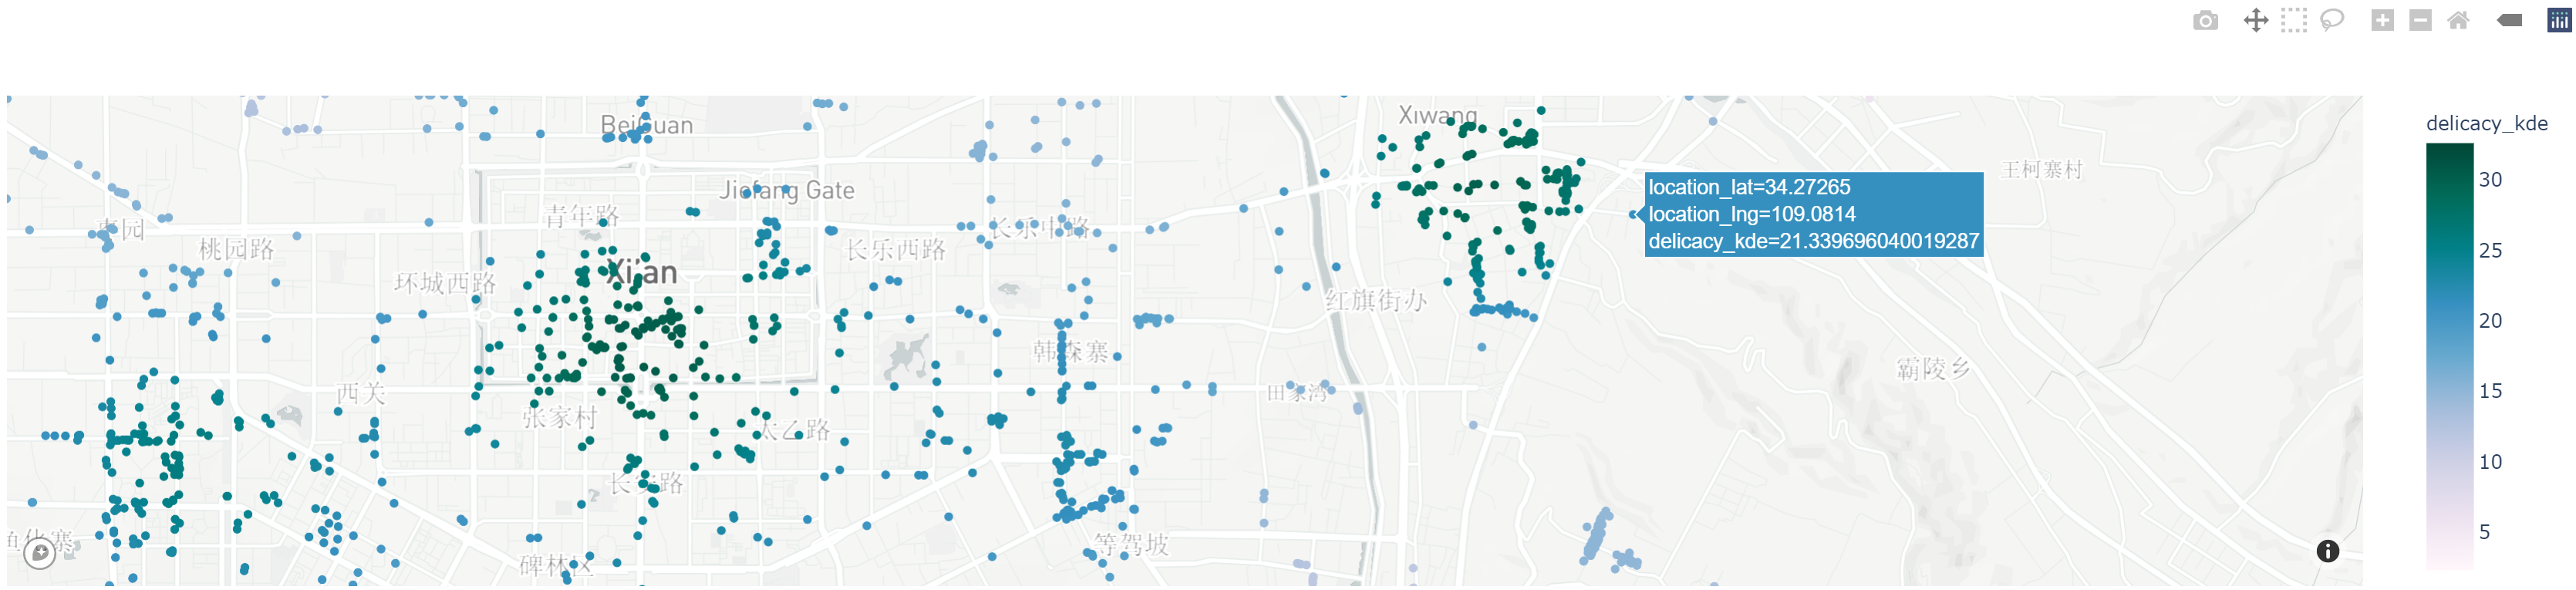 delicacy_kde
30
25
20
15
10
5
BeiGuan
Xiwang
王柯寨村
Jiefang Gate
location_lat=34.27265
location_lng=109.0814
delicacy_kde=21.339696040019287
青年路
长乐中路
桃园路
长乐西路
Xi'an
环城西路
红旗街办
韩森寨
霸陵乡
西关
田家湾
张家村
太乙路
长安路
鱼化寨
等驾坡
碑林区